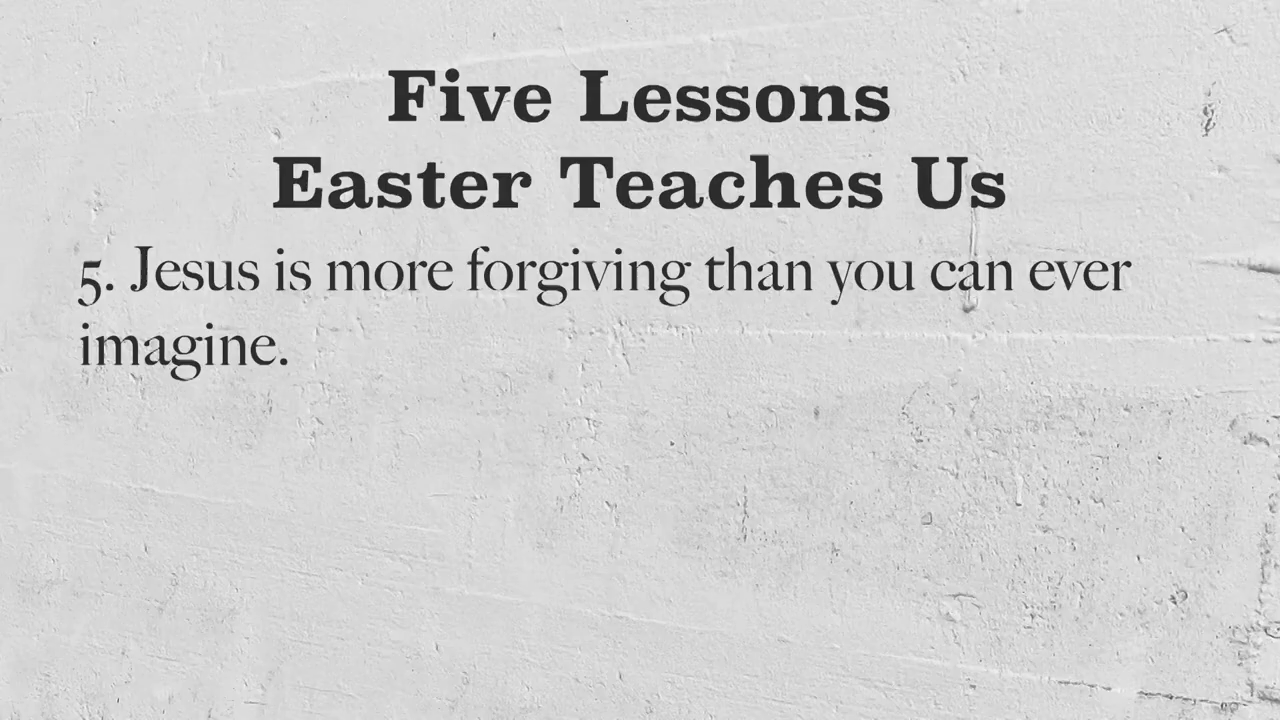 Five Lessons
Easter Teaches Us
5. Jesus is more forgiving than you can ever
imagine.